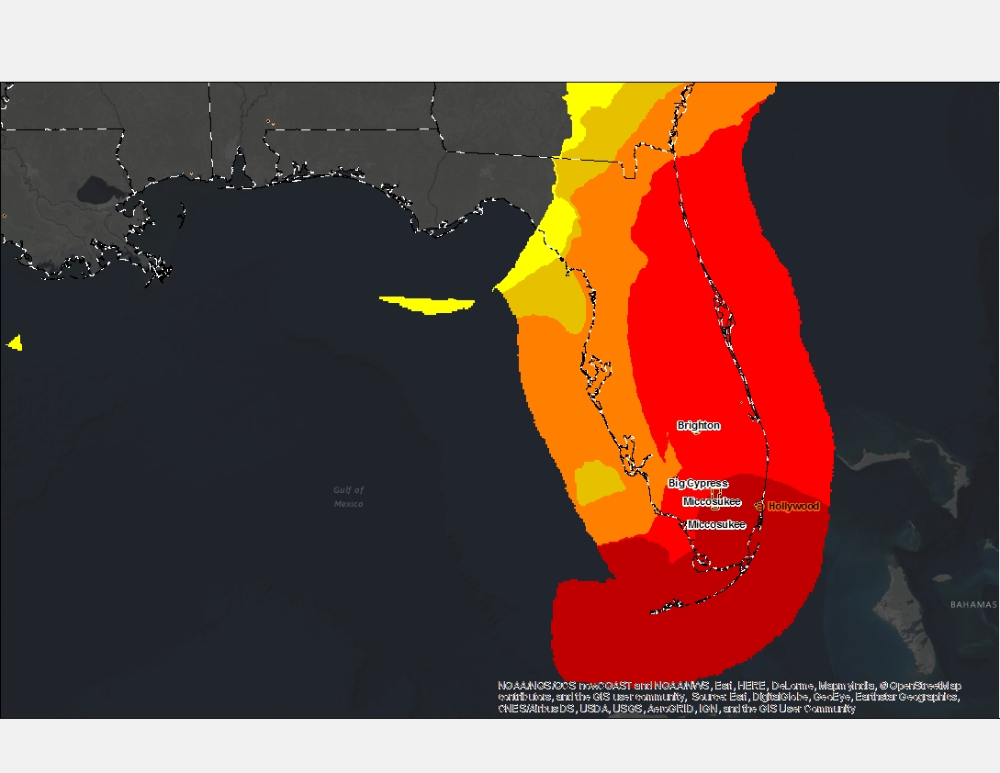 Brighton
Big Cypress
Miccosukee
Hollywood
Miccosukee
Gulf of
Mexico
BAHAMAS
NOAA/NOS/OCS nowCOAST and NOAA/NWS, Esri, HERE, DeLorme, MapmyIndia, © OpenStreetMap
contributors, and the GIS user community, Source: Esri, DigitalGlobe, GeoEye, Earthstar Geographics,
CNES/Airbus DS, USDA, USGS, AeroGRID, IGN, and the GIS User Community